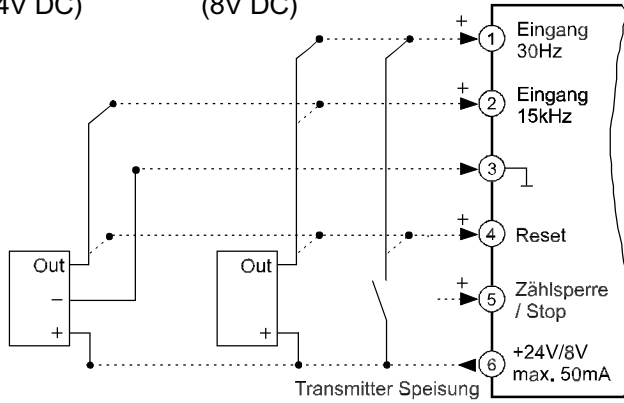 4V DC)
(8V DC)
+
1
Eingang
30Hz
+
2
Eingang
15kHz
3
+
4
Reset
Out
−
+
Out
+
+
5
Zählsperre
/ Stop
6
+24V/8V
max. 50mA
Transmitter Speisung